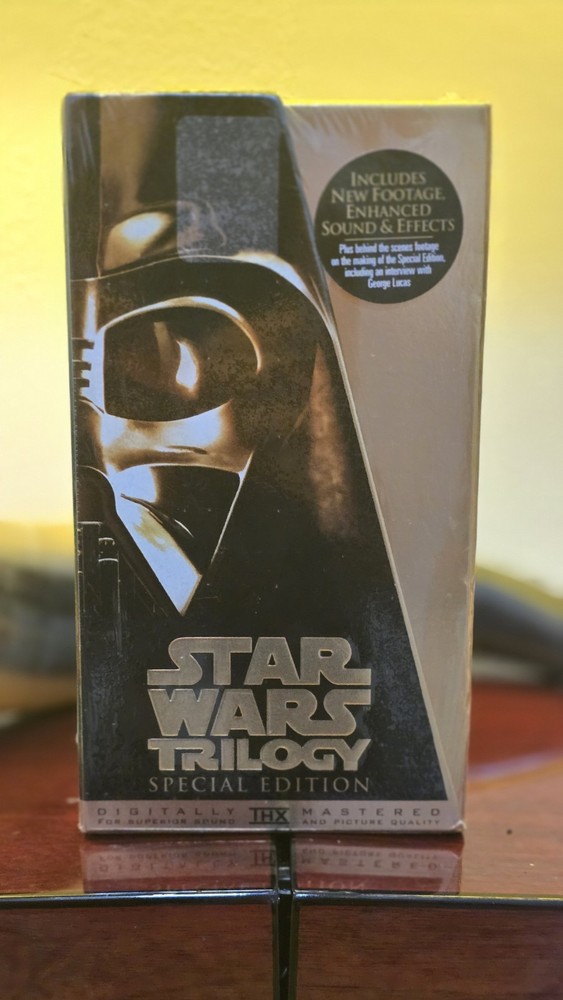 INCLUDES
NEW FOOTAGE,
ENHANCED
SOUND & EFFECTS
Plus behind the scenes footage
on the making of the Special Edition,
including an interview with
George Lucas
STAR
WARS
TRILOGY
SPECIAL EDITION
DIGITALLY THX MASTERED
FOR SUPERIOR SOUND AND PICTURE QUALITY